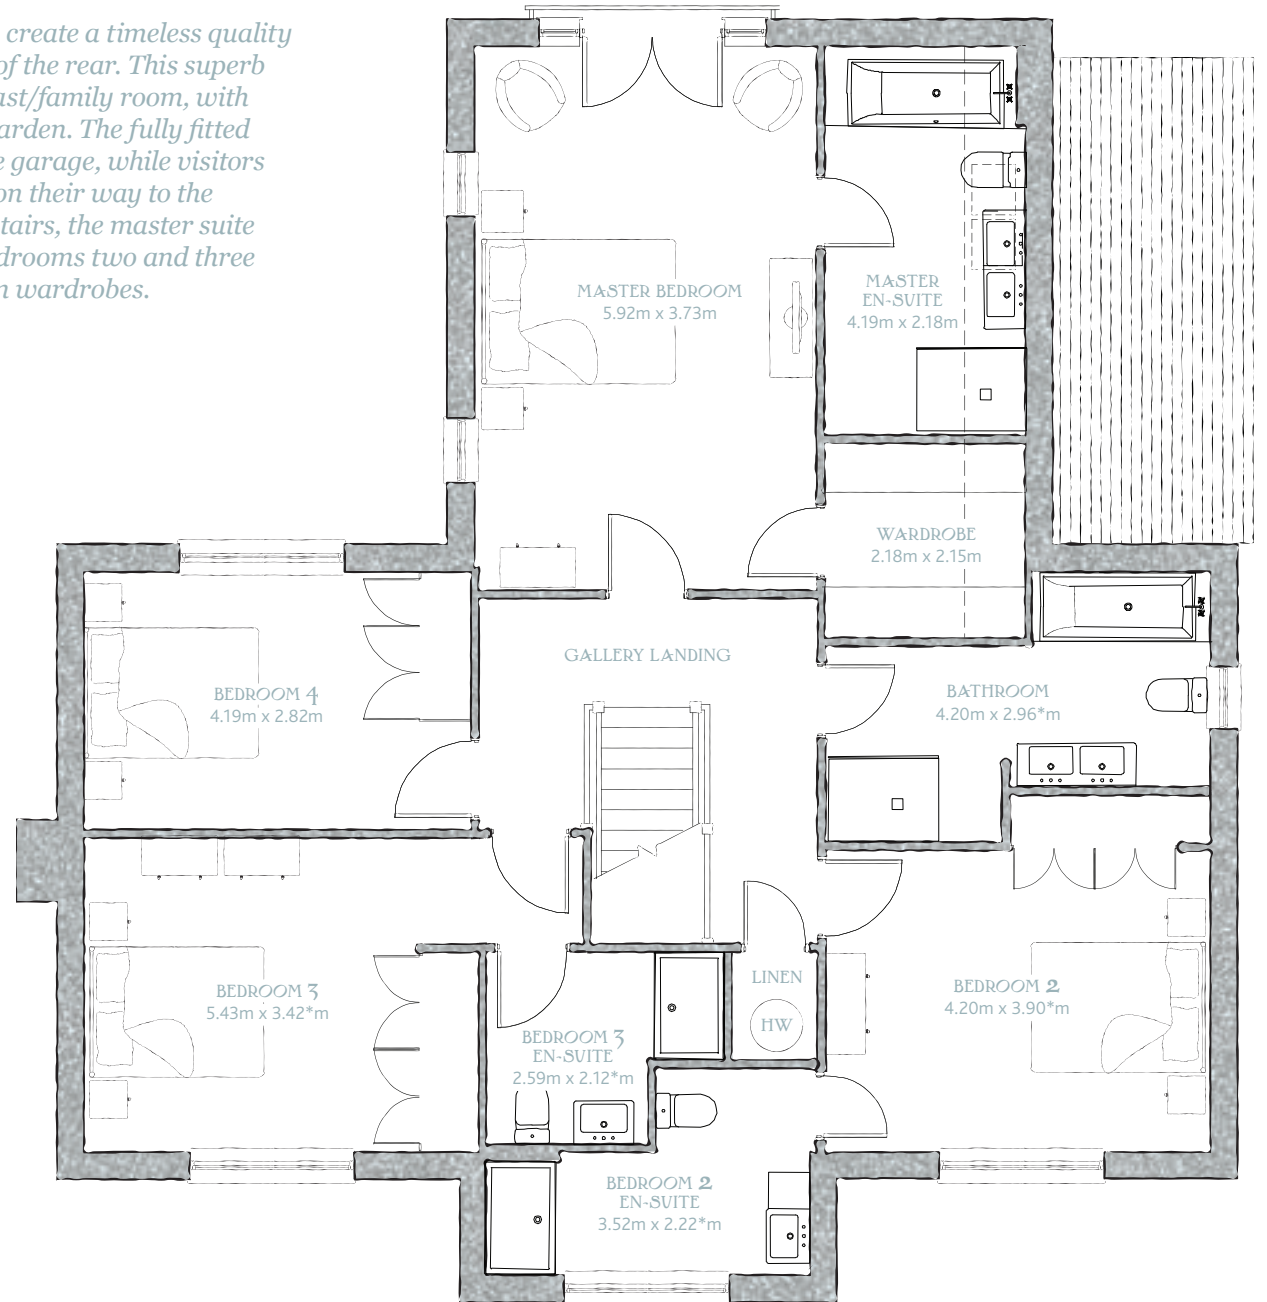 create a timeless quality
of the rear. This superb
family room, with
The fully fitted
garage, while visitors
on their way to the
the master suite
two and three
wardrobes.
MASTER BEDROOM
5.92m x 3.73m
MASTER
EN-SUITE
4.19m x 2.18m
WARDROBE
2.18m x 2.15m
GALLERY LANDING
BEDROOM 4
4.19m x 2.82m
BATHROOM
4.20m x 2.96*m
BEDROOM 3
5.43m x 3.42*m
LINEN
HW
BEDROOM 2
4.20m x 3.90*m
BEDROOM 3
EN-SUITE
2.59m x 2.12*m
BEDROOM 2
EN-SUITE
3.52m x 2.22*m